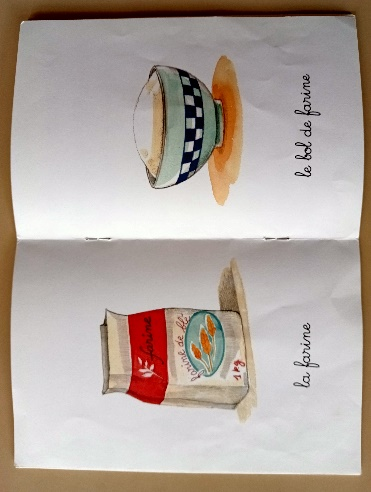 farine
farine de blé
1 kg
la farine
le bol de farine